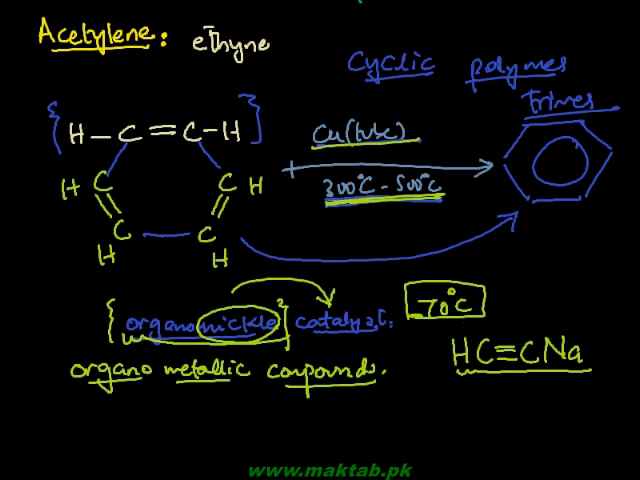 Acetylene: ethyne
Cyclic polymes
trimes
H–C=C–H
Cu(tube)
300°C - 500°C
H C C H
C C
H H
{organonickle} catalyst:
70°C
HC≡CNa
organo metallic compounds.
www.maktab.pk